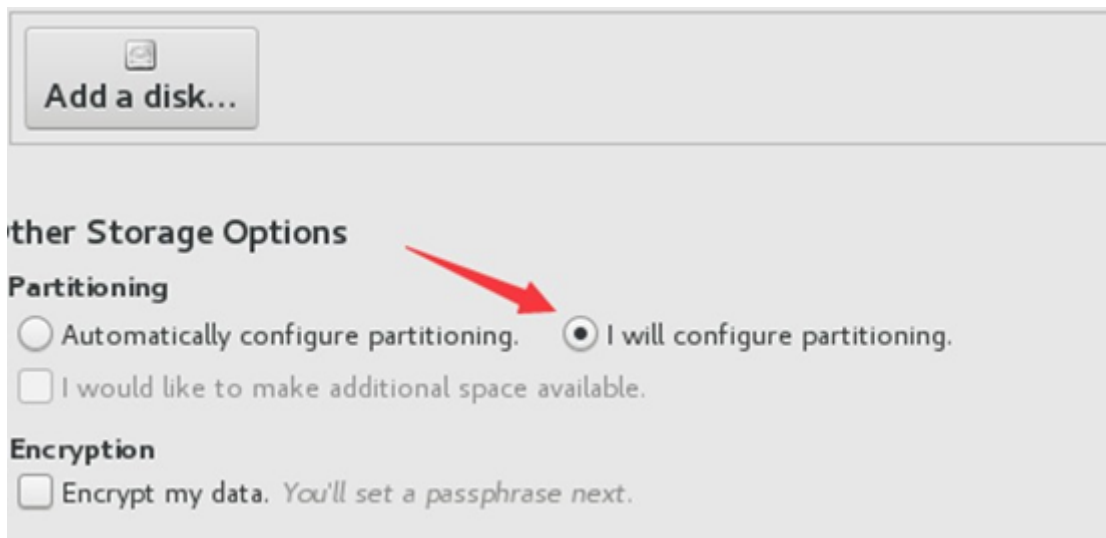 Add a disk...
ther Storage Options
Partitioning
Automatically configure partitioning. I will configure partitioning.
I would like to make additional space available.
Encryption
Encrypt my data. You'll set a passphrase next.